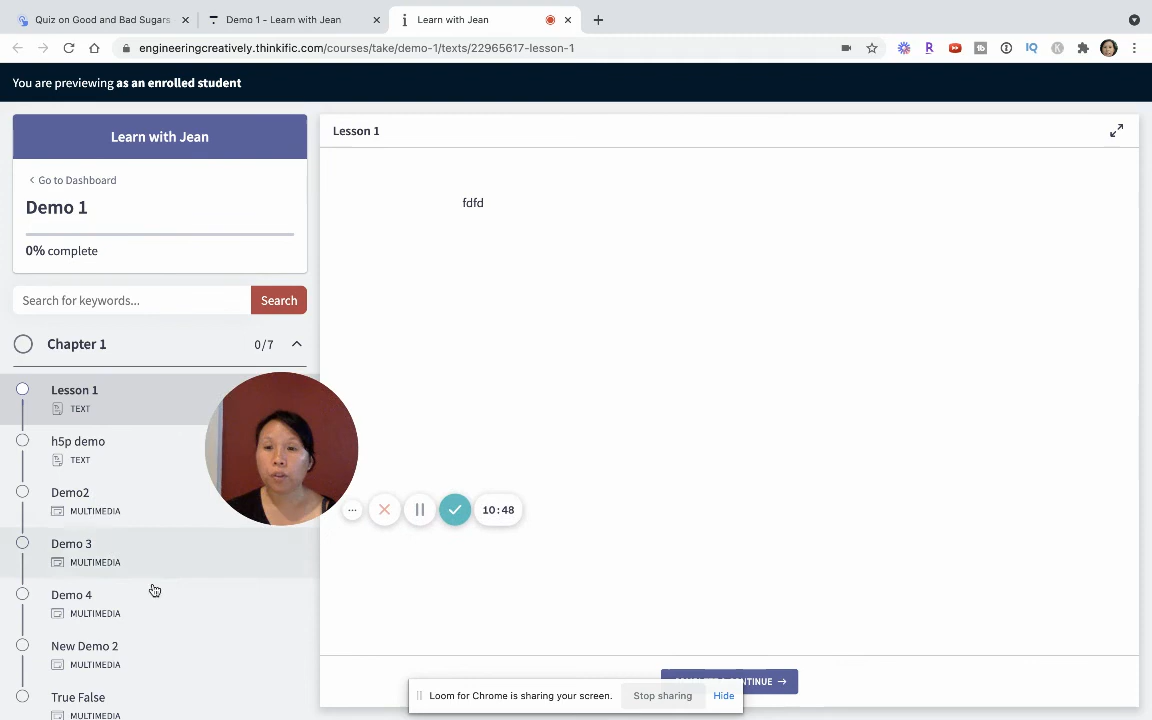 Quiz on Good and Bad Sugars
Demo 1 - Learn with Jean
Learn with Jean
engineeringcreatively.thinkific.com/courses/take/demo-1/texts/22965617-lesson-1
You are previewing as an enrolled student
Learn with Jean
Go to Dashboard
Demo 1
0% complete
Search for keywords...
Search
Chapter 1
0/7
Lesson 1
TEXT
h5p demo
TEXT
Demo2
MULTIMEDIA
Demo 3
MULTIMEDIA
Demo 4
MULTIMEDIA
New Demo 2
MULTIMEDIA
True False
MULTIMEDIA
Lesson 1
fdfd
10:48
Loom for Chrome is sharing your screen.
Stop sharing
Hide